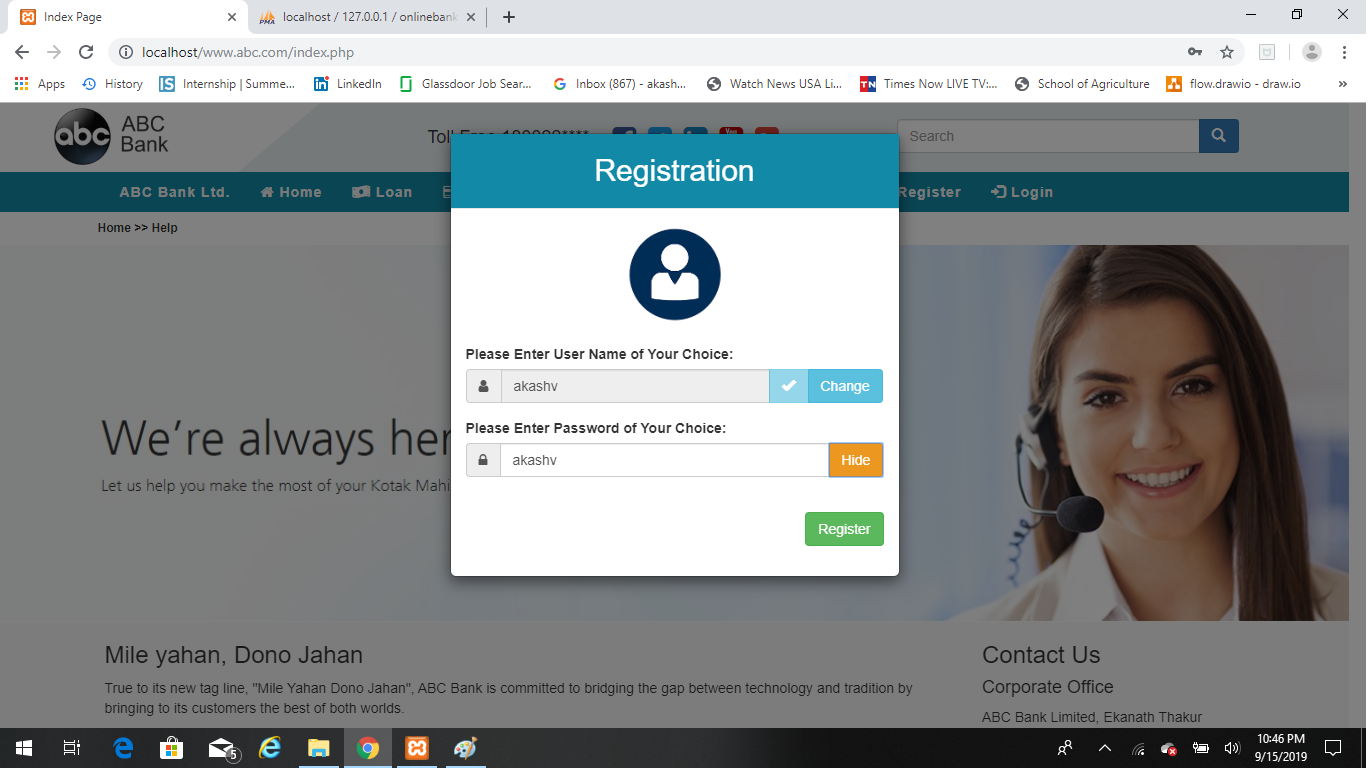 Index Page
localhost / 127.0.0.1 / onlinebank
localhost/www.abc.com/index.php
Apps History Internship | Summe... LinkedIn Glassdoor Job Sear... Inbox (867) - akash... Watch News USA Li... Times Now LIVE TV:... School of Agriculture flow.drawio - draw.io »
abc ABC
Bank
Search
Registration
ABC Bank Ltd. Home Loan Register Login
Home >> Help
Please Enter User Name of Your Choice:
akashv Change
Please Enter Password of Your Choice:
akashv Hide
Register
We're always her
Let us help you make the most of your Kotak Mahi
Mile yahan, Dono Jahan
True to its new tag line, "Mile Yahan Dono Jahan", ABC Bank is committed to bridging the gap between technology and tradition by
bringing to its customers the best of both worlds.
Contact Us
Corporate Office
ABC Bank Limited, Ekanath Thakur
5
10:46 PM
9/15/2019